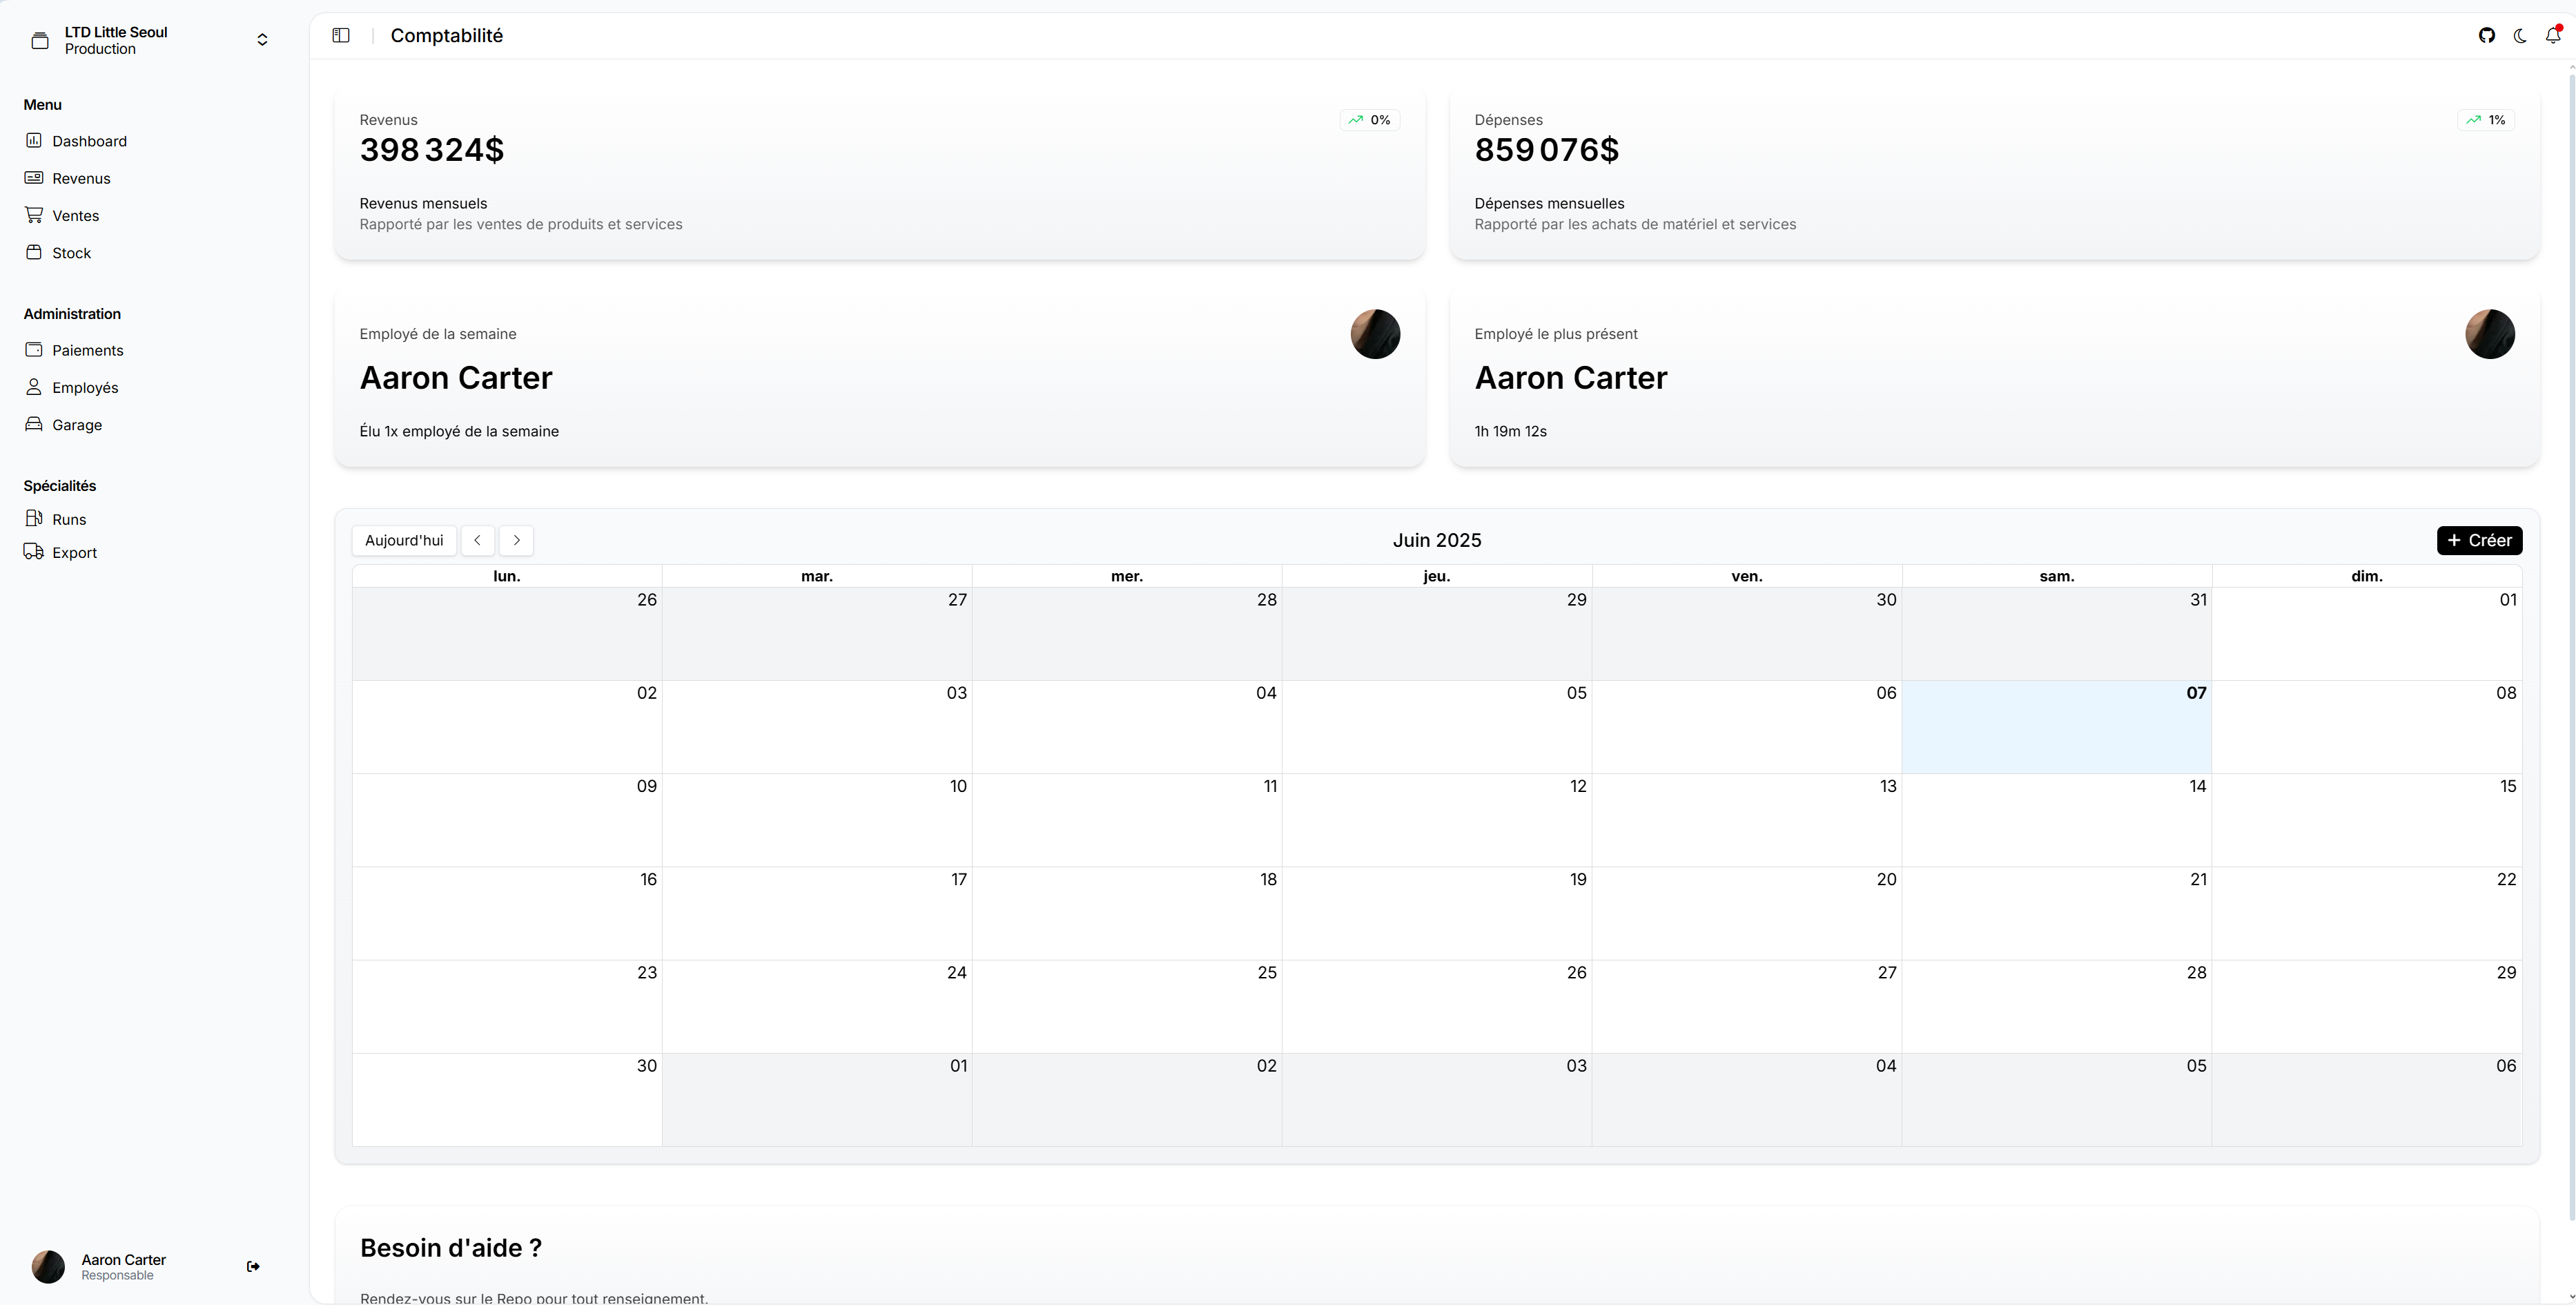 LTD Little Seoul
Production
Menu
Dashboard
Revenus
Ventes
Stock
Administration
Paiements
Employés
Garage
Spécialités
Runs
Export
Aaron Carter
Responsable
Comptabilité
Revenus
0%
398 324$
Revenus mensuels
Rapporté par les ventes de produits et services
Dépenses
1%
859 076$
Dépenses mensuelles
Rapporté par les achats de matériel et services
Employé de la semaine
Aaron Carter
Élu 1x employé de la semaine
Employé le plus présent
Aaron Carter
1h 19m 12s
Aujourd'hui
Juin 2025
+ Créer
lun. mar. mer. jeu. ven. sam. dim.
26 27 28 29 30 31 01
02 03 04 05 06 07 08
09 10 11 12 13 14 15
16 17 18 19 20 21 22
23 24 25 26 27 28 29
30 01 02 03 04 05 06
Besoin d'aide ?
Rendez-vous sur le Repo pour tout renseignement.